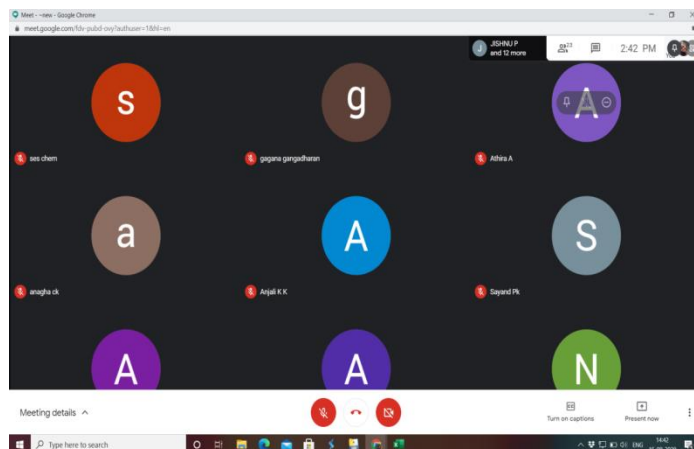 Meet - -new - Google Chrome
meet.google.com/fdv-pubd-ovy?authuser=1&hl=en
J
JISHNU P
and 12 more
23
2:42 PM
s
g
A
ses chem
gagana gangadharan
Athira A
a
A
S
anagha ck
Anjali K K
Sayand Pk
A
A
N
Meeting details
Turn on captions
Present now
Type here to search
ENG
14:42